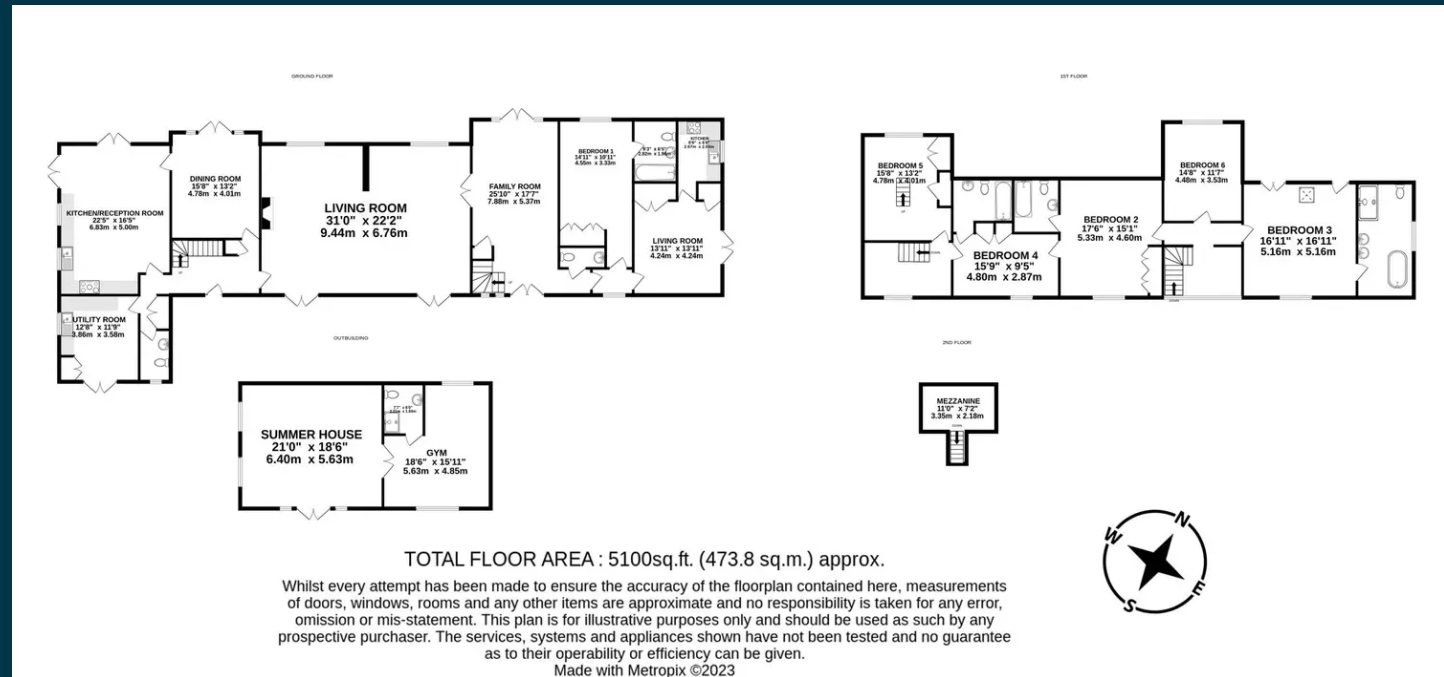 GROUND FLOOR
1ST FLOOR
DINING ROOM
15'8" x 13'2"
4.78m x 4.01m
KITCHEN/RECEPTION ROOM
22'5" x 16'5"
6.83m x 5.00m
UP
LIVING ROOM
31'0" x 22'2"
9.44m x 6.76m
FAMILY ROOM
25'10" x 17'7"
7.88m x 5.37m
UP
BEDROOM 1
14'11" x 10'11"
4.55m x 3.33m
KITCHEN
LIVING ROOM
13'11" x 13'11"
4.24m x 4.24m
UTILITY ROOM
12'8" x 11'9"
3.86m x 3.58m
BEDROOM 5
15'8" x 13'2"
4.78m x 4.01m
UP
DOWN
BEDROOM 4
15'9" x 9'5"
4.80m x 2.87m
BEDROOM 2
17'6" x 15'1"
5.33m x 4.60m
BEDROOM 6
14'8" x 11'7"
4.48m x 3.53m
DOWN
BEDROOM 3
16'11" x 16'11"
5.16m x 5.16m
OUTBUILDING
2ND FLOOR
SUMMER HOUSE
21'0" x 18'6"
6.40m x 5.63m
GYM
18'6" x 15'11"
5.63m x 4.85m
MEZZANINE
11'0" x 7'2"
3.35m x 2.18m
DOWN
N
W
E
S
TOTAL FLOOR AREA : 5100sq.ft. (473.8 sq.m.) approx.
Whilst every attempt has been made to ensure the accuracy of the floorplan contained here, measurements
of doors, windows, rooms and any other items are approximate and no responsibility is taken for any error,
omission or mis-statement. This plan is for illustrative purposes only and should be used as such by any
prospective purchaser. The services, systems and appliances shown have not been tested and no guarantee
as to their operability or efficiency can be given.
Made with Metropix ©2023